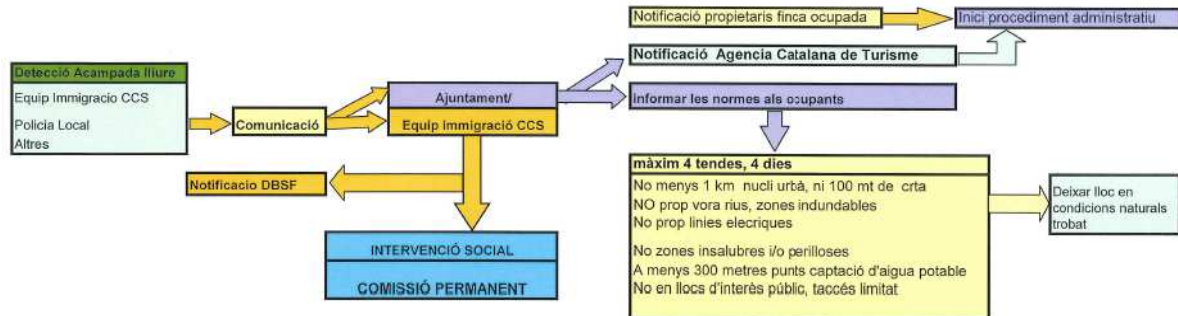 Notificació propietaris finca ocupada
Inici procediment administratiu
Notificació Agencia Catalana de Turisme
Detecció Acampada lliure
Equip Immigracio CCS
Policia Local
Altres
Comunicació
Ajuntament/
Equip Immigració CCS
informar les normes als ocupants
Notificacio DBSF
INTERVENCIÓ SOCIAL
COMISSIÓ PERMANENT
màxim 4 tendes, 4 dies
No menys 1 km nucli urbà, ni 100 mt de crta
NO prop vora rius, zones indundables
No prop linies elecriques
No zones insalubres i/o perilloses
A menys 300 metres punts captació d'aigua potable
No en llocs d'interès públic, taccés limitat
Deixar lloc en
condicions naturals
trobat